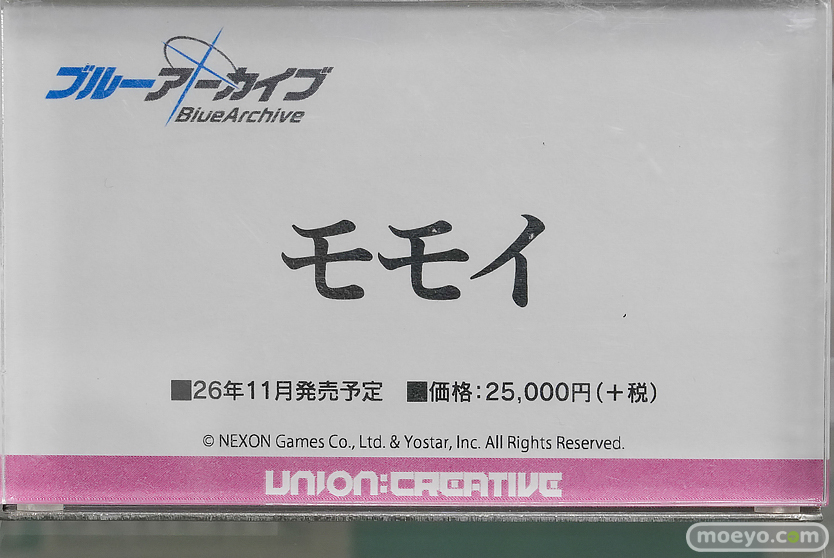 ブルーアーカイブ
BlueArchive
モモイ
■26年11月発売予定　■価格：25,000円（＋税）
© NEXON Games Co., Ltd. & Yostar, Inc. All Rights Reserved.
UNION:CREATIVE
moeyo.com